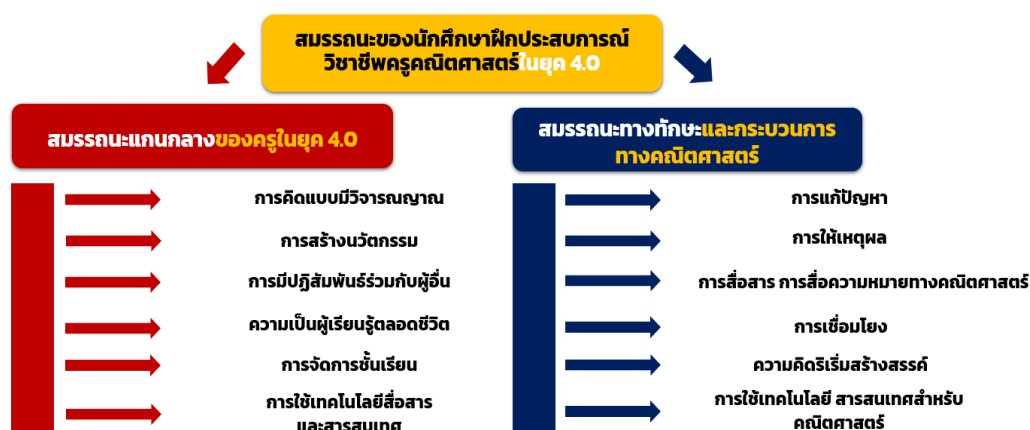 สมรรถนะของนักศึกษาฝึกประสบการณ์
วิชาชีพครูคณิตศาสตร์ในยุค 4.0
สมรรถนะแกนกลางของครูในยุค 4.0
การคิดแบบมีวิจารณญาณ
การสร้างนวัตกรรม
การมีปฏิสัมพันธ์ร่วมกับผู้อื่น
ความเป็นผู้เรียนรู้ตลอดชีวิต
การจัดการชั้นเรียน
การใช้เทคโนโลยีสื่อสาร
และสารสนเทศ
สมรรถนะทางทักษะและกระบวนการ
ทางคณิตศาสตร์
การแก้ปัญหา
การให้เหตุผล
การสื่อสาร การสื่อความหมายทางคณิตศาสตร์
การเชื่อมโยง
ความคิดริเริ่มสร้างสรรค์
การใช้เทคโนโลยี สารสนเทศสำหรับ
คณิตศาสตร์